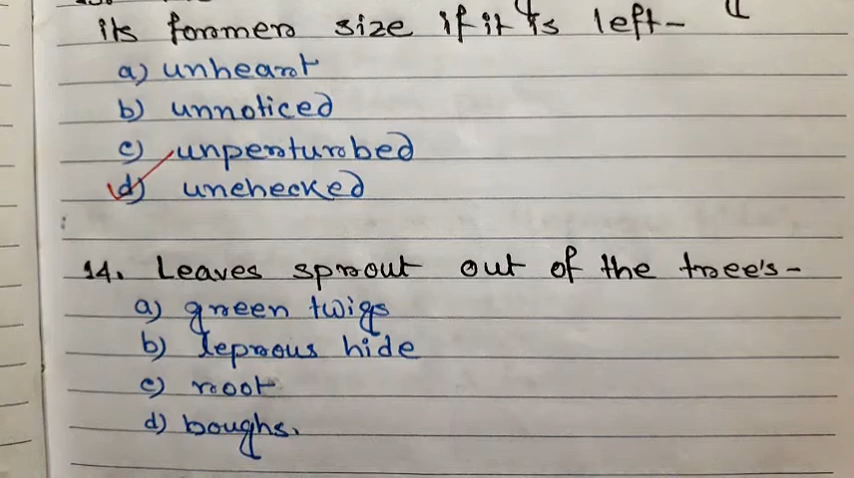 its former size if it is left-
a) unheart
b) unnoticed
c) unperturbed
d) unchecked
14. Leaves sprout out of the tree's-
a) green twigs
b) leprous hide
c) root
d) boughs.